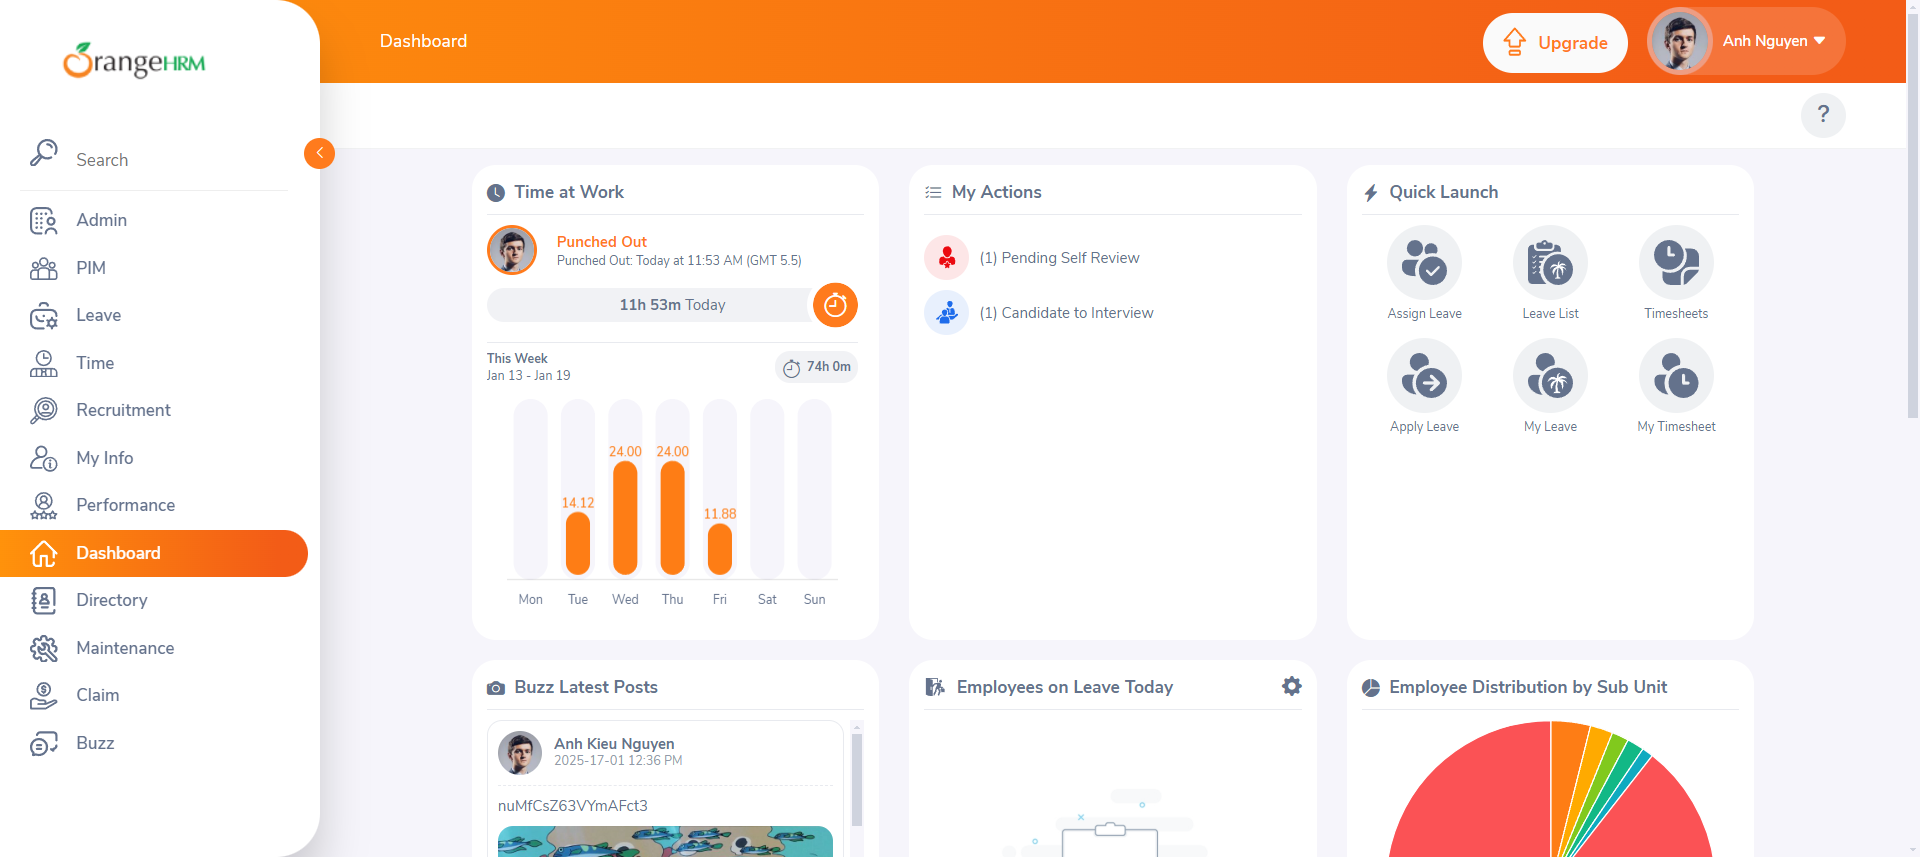 OrangeHRM
Dashboard
Upgrade
Anh Nguyen
?
Search
Admin
PIM
Leave
Time
Recruitment
My Info
Performance
Dashboard
Directory
Maintenance
Claim
Buzz
Time at Work
Punched Out
Punched Out: Today at 11:53 AM (GMT 5.5)
11h 53m Today
This Week
Jan 13 - Jan 19
74h 0m
24.00 24.00
14.12
11.88
Mon Tue Wed Thu Fri Sat Sun
My Actions
(1) Pending Self Review
(1) Candidate to Interview
Quick Launch
Assign Leave Leave List Timesheets
Apply Leave My Leave My Timesheet
Buzz Latest Posts
Anh Kieu Nguyen
2025-17-01 12:36 PM
nuMfCsZ63VYmAFct3
Employees on Leave Today
Employee Distribution by Sub Unit